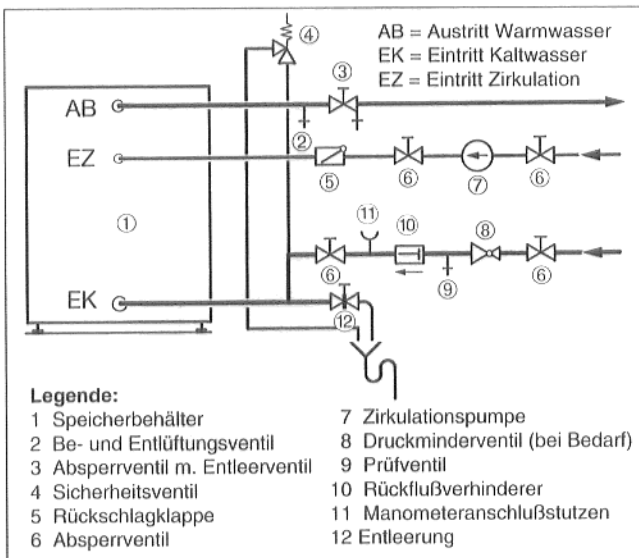 ④
AB = Austritt Warmwasser
EK = Eintritt Kaltwasser
EZ = Eintritt Zirkulation
③
AB
②
EZ
⑤
⑥
⑦
⑥
①
⑪
⑩
⑧
⑥
⑨
⑥
EK
⑫
Legende:
1 Speicherbehälter
2 Be- und Entlüftungsventil
3 Absperrventil m. Entleerventil
4 Sicherheitsventil
5 Rückschlagklappe
6 Absperrventil
7 Zirkulationspumpe
8 Druckminderventil (bei Bedarf)
9 Prüfventil
10 Rückflußverhinderer
11 Manometeranschlußstutzen
12 Entleerung